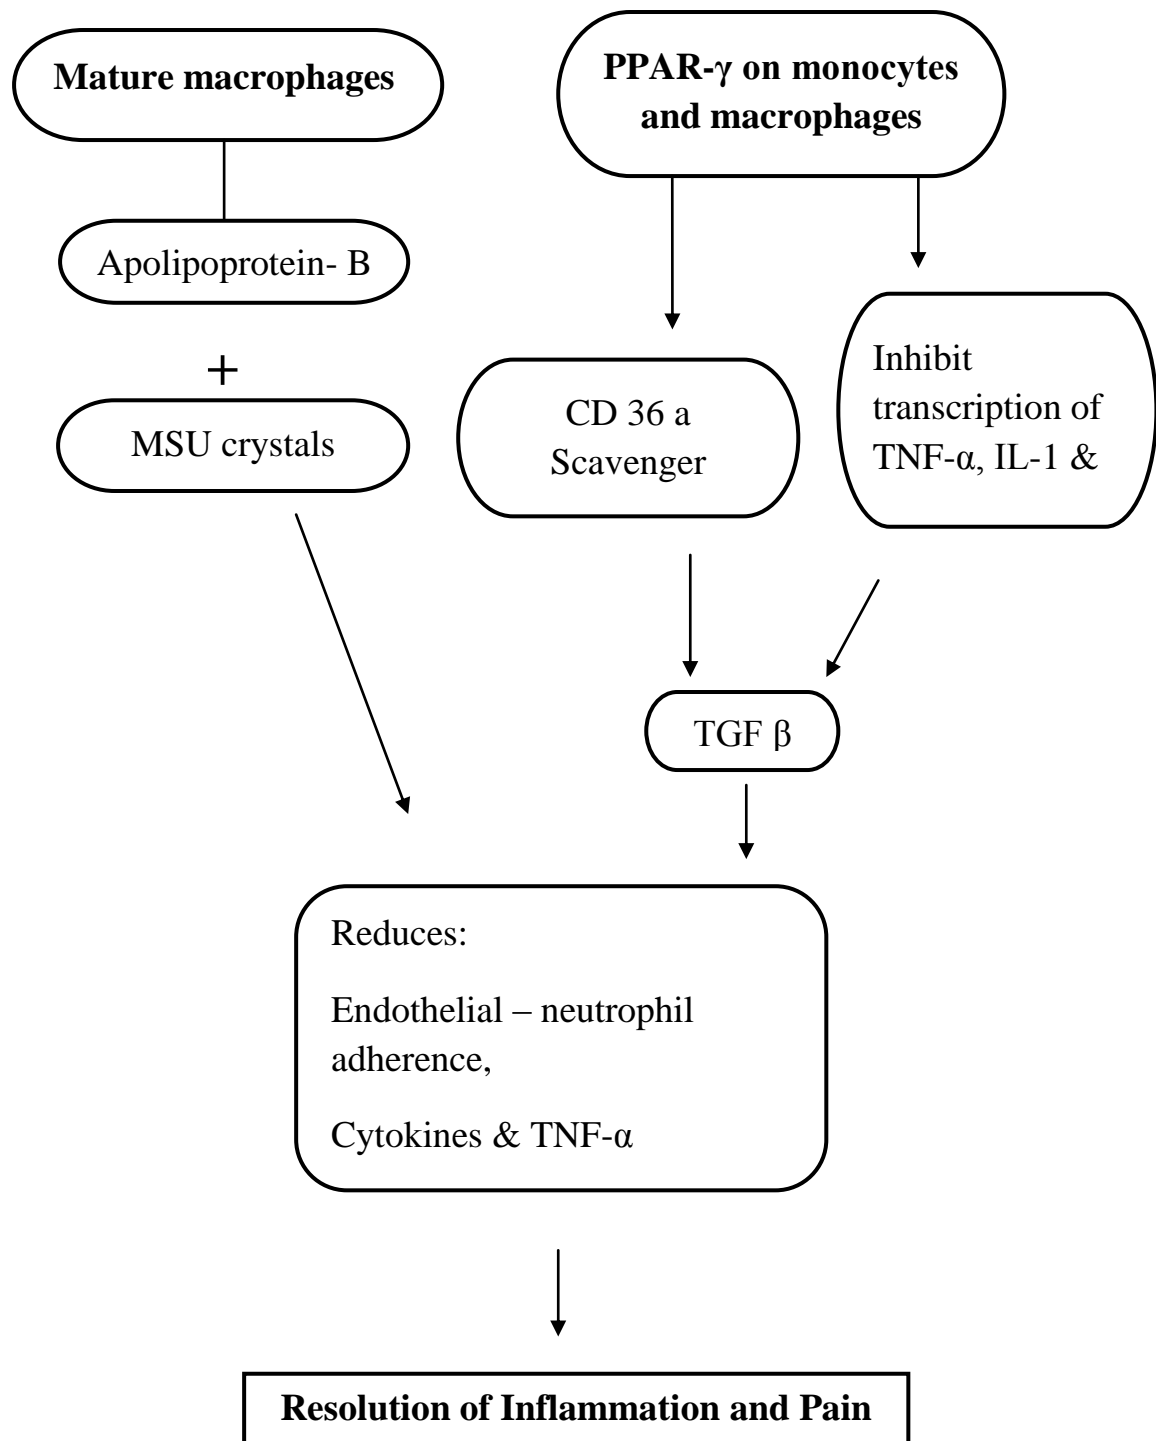 Mature macrophages
PPAR-γ on monocytes
and macrophages
Apolipoprotein- B
+
MSU crystals
CD 36 a
Scavenger
Inhibit
transcription of
TNF-α, IL-1 &
TGF β
Reduces:
Endothelial – neutrophil
adherence,
Cytokines & TNF-α
Resolution of Inflammation and Pain